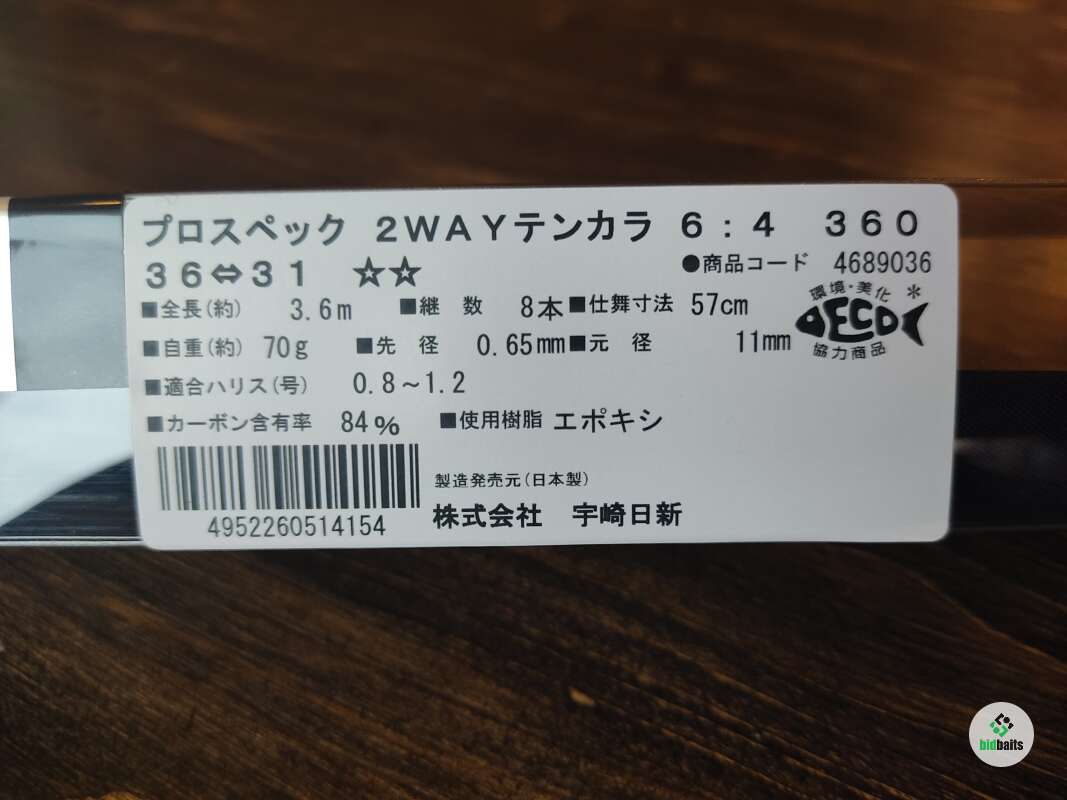 プロスペック 2WAYテンカラ 6:4 360
36⇔31 ☆☆ ●商品コード 4689036
■全長(約) 3.6m ■継 数 8本 ■仕舞寸法 57cm
環境・美化 *
ECO
協力商品
■自重(約) 70g ■先 径 0.65mm ■元 径 11mm
■適合ハリス(号) 0.8~1.2
■カーボン含有率 84% ■使用樹脂 エポキシ
製造発売元(日本製)
株式会社 宇崎日新
4952260514154
bidbaits